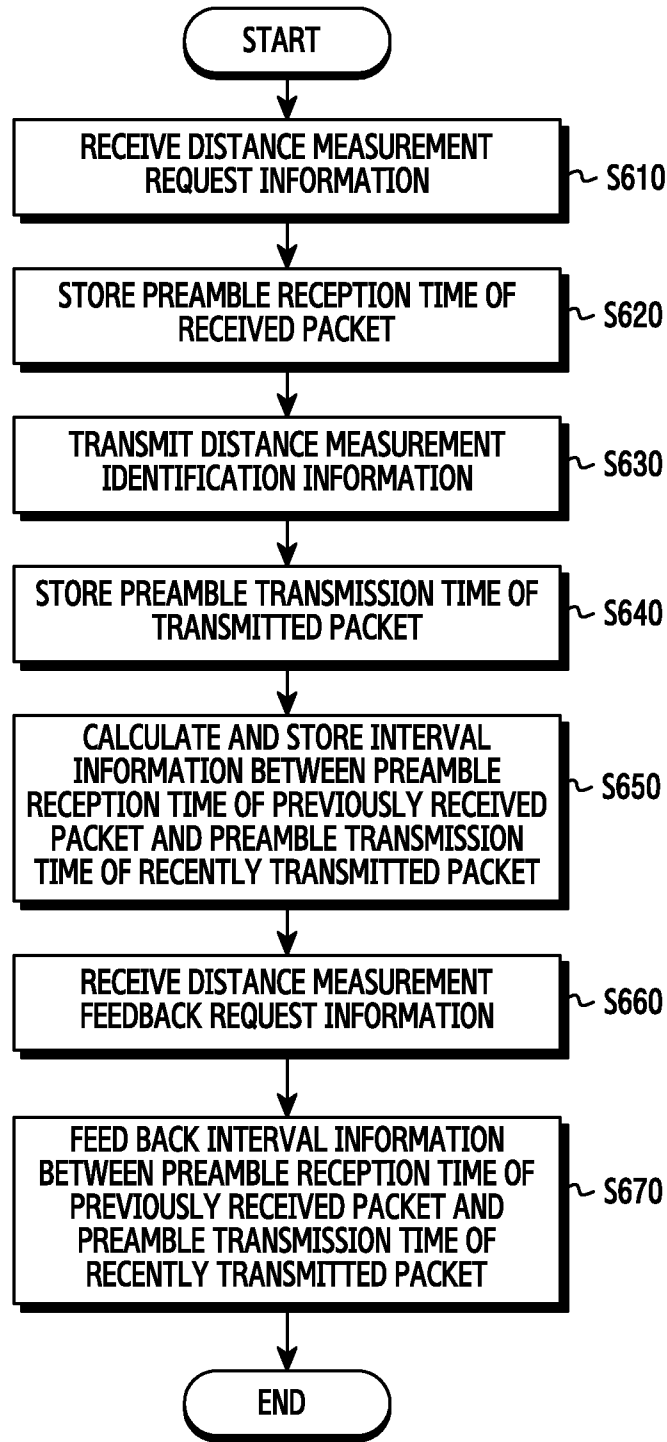 START
RECEIVE DISTANCE MEASUREMENT
REQUEST INFORMATION
S610
STORE PREAMBLE RECEPTION TIME OF
RECEIVED PACKET
S620
TRANSMIT DISTANCE MEASUREMENT
IDENTIFICATION INFORMATION
S630
STORE PREAMBLE TRANSMISSION TIME OF
TRANSMITTED PACKET
S640
CALCULATE AND STORE INTERVAL
INFORMATION BETWEEN PREAMBLE
RECEPTION TIME OF PREVIOUSLY RECEIVED
PACKET AND PREAMBLE TRANSMISSION
TIME OF RECENTLY TRANSMITTED PACKET
S650
RECEIVE DISTANCE MEASUREMENT
FEEDBACK REQUEST INFORMATION
S660
FEED BACK INTERVAL INFORMATION
BETWEEN PREAMBLE RECEPTION TIME OF
PREVIOUSLY RECEIVED PACKET AND
PREAMBLE TRANSMISSION TIME OF
RECENTLY TRANSMITTED PACKET
S670
END